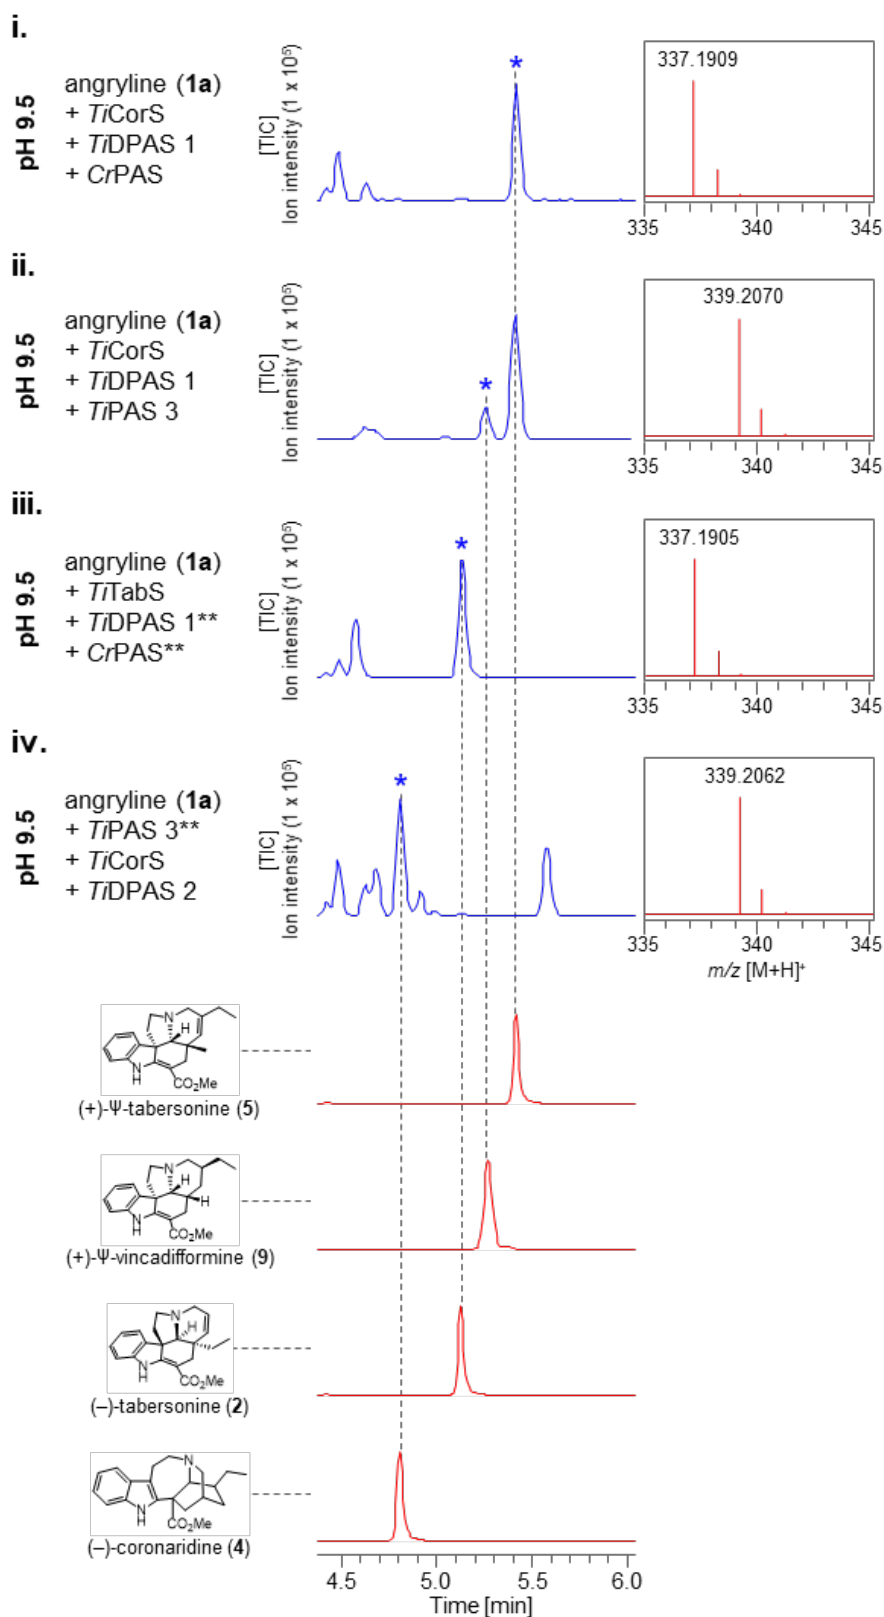 i.
pH 9.5
angryline (1a)
+ TiCorS
+ TiDPAS 1
+ CrPAS
[TIC]
Ion intensity (1 x 10⁵)
*
337.1909
335 340 345
ii.
pH 9.5
angryline (1a)
+ TiCorS
+ TiDPAS 1
+ TiPAS 3
[TIC]
Ion intensity (1 x 10⁵)
* *
339.2070
335 340 345
iii.
pH 9.5
angryline (1a)
+ TiTabS
+ TiDPAS 1**
+ CrPAS**
[TIC]
Ion intensity (1 x 10⁵)
*
337.1905
335 340 345
iv.
pH 9.5
angryline (1a)
+ TiPAS 3**
+ TiCorS
+ TiDPAS 2
[TIC]
Ion intensity (1 x 10⁵)
*
339.2062
335 340 345
m/z [M+H]⁺
N
H
N
H
CO₂Me
(+)-Ψ-tabersonine (5)
N
H
H
N
H
CO₂Me
(+)-Ψ-vincadifformine (9)
N
H
N
H
CO₂Me
(–)-tabersonine (2)
N
N
H
CO₂Me
(–)-coronaridine (4)
4.5 5.0 5.5 6.0
Time [min]